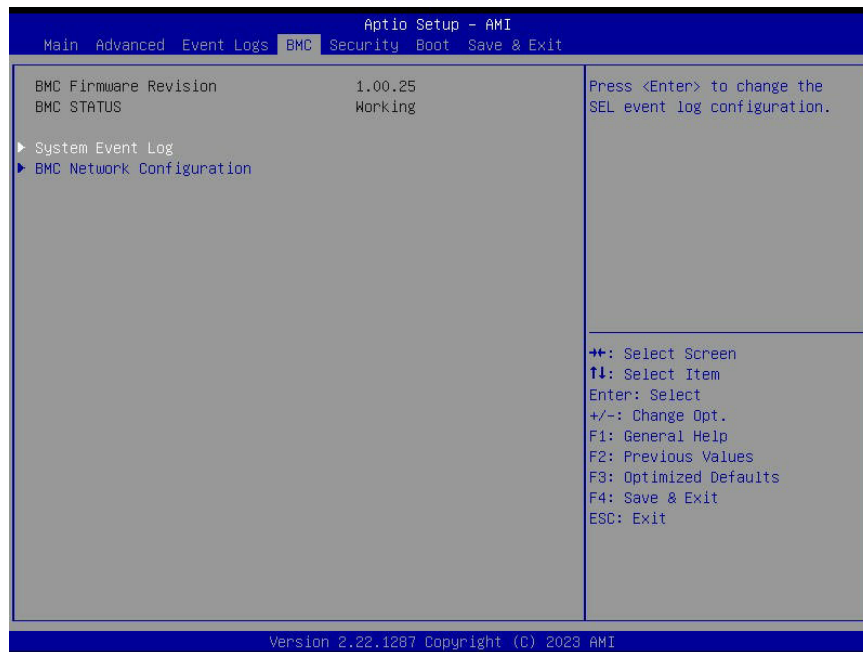 Aptio Setup - AMI
Main Advanced Event Logs BMC Security Boot Save & Exit
BMC Firmware Revision 1.00.25
BMC STATUS Working
System Event Log
BMC Network Configuration
Press <Enter> to change the
SEL event log configuration.
→←: Select Screen
↑↓: Select Item
Enter: Select
+/-: Change Opt.
F1: General Help
F2: Previous Values
F3: Optimized Defaults
F4: Save & Exit
ESC: Exit
Version 2.22.1287 Copyright (C) 2023 AMI